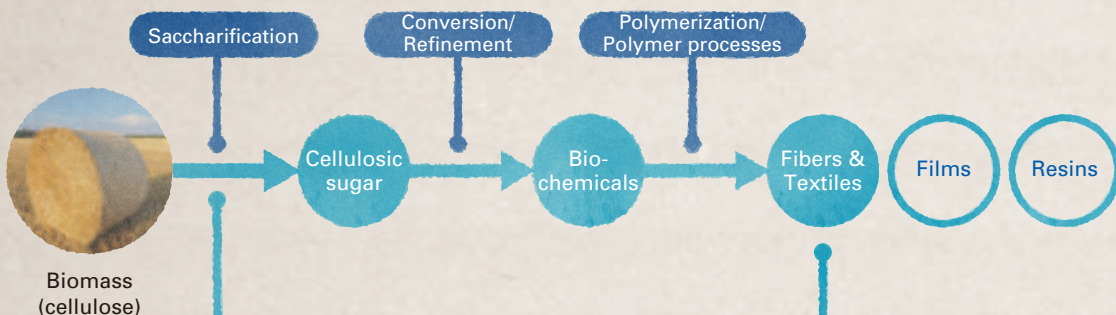 Saccharification
Conversion/
Refinement
Polymerization/
Polymer processes
Cellulosic
sugar
Bio-
chemicals
Fibers &
Textiles
Films
Resins
Biomass
(cellulose)